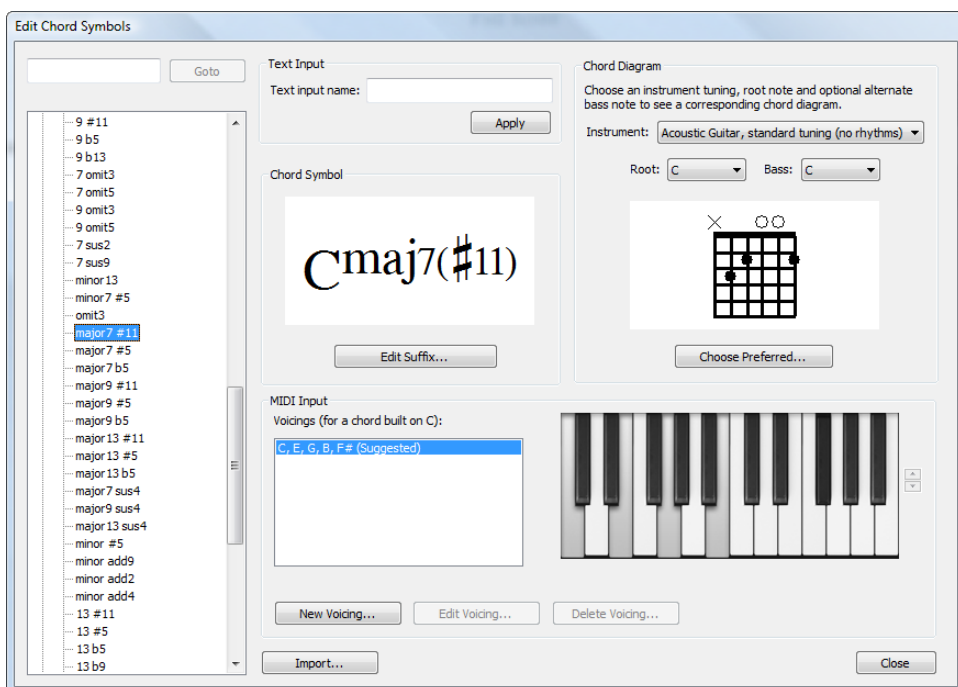 Edit Chord Symbols
Goto
9 #11
9 b5
9 b13
7 omit3
7 omit5
9 omit3
9 omit5
7 sus2
7 sus9
minor13
minor7 #5
omit3
major7 #11
major7 #5
major7 b5
major9 #11
major9 #5
major9 b5
major13 #11
major13 #5
major13 b5
major7 sus4
major9 sus4
major13 sus4
minor #5
minor add9
minor add2
minor add4
13 #11
13 #5
13 b5
13 b9
Text Input
Text input name:
Apply
Chord Symbol
Cmaj7(♯11)
Edit Suffix...
Chord Diagram
Choose an instrument tuning, root note and optional alternate
bass note to see a corresponding chord diagram.
Instrument: Acoustic Guitar, standard tuning (no rhythms)
Root: C Bass: C
Choose Preferred...
MIDI Input
Voicings (for a chord built on C):
C, E, G, B, F# (Suggested)
New Voicing... Edit Voicing... Delete Voicing...
Import... Close